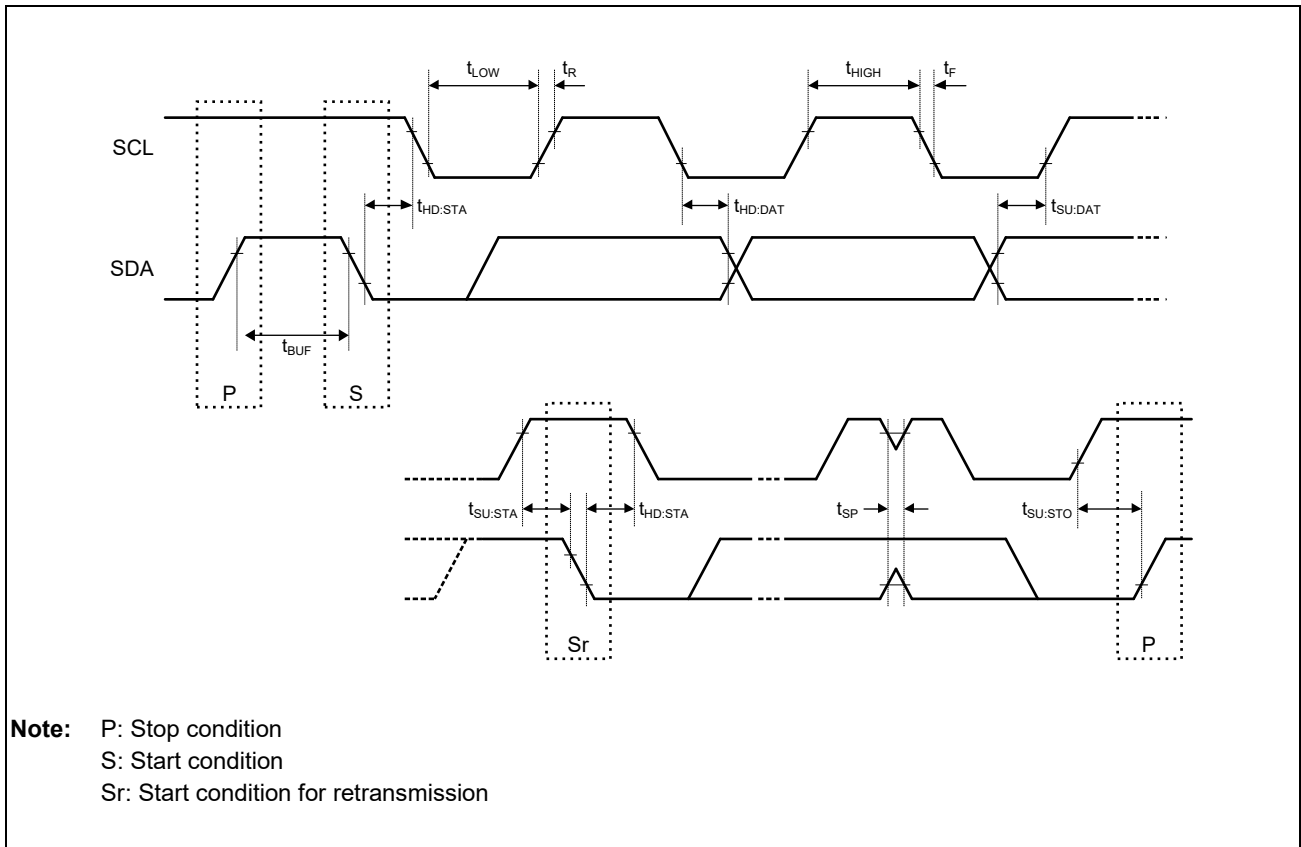 tLOW
tR
tHIGH
tF
SCL
tHD:STA
tHD:DAT
tSU:DAT
SDA
tBUF
P
S
tSU:STA
tHD:STA
tSP
tSU:STO
Sr
P
Note: P: Stop condition
S: Start condition
Sr: Start condition for retransmission